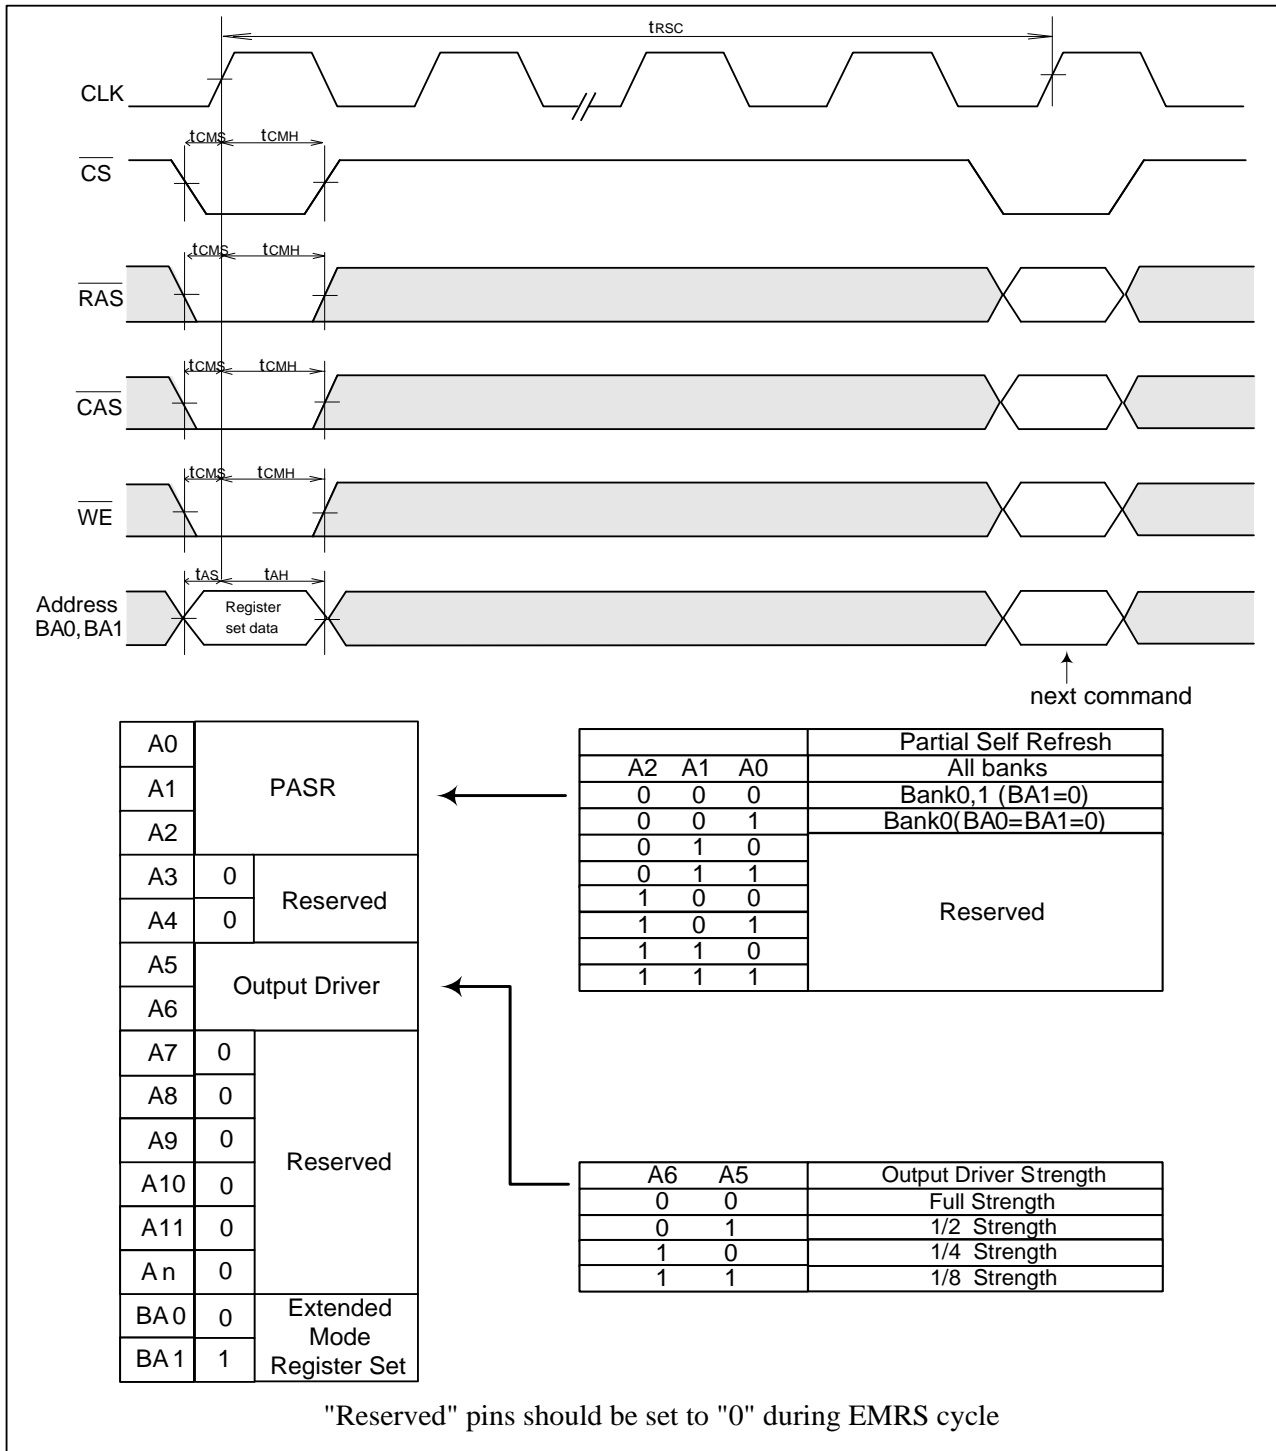 tRSC
CLK
tCMS tCMH
CS
tCMS tCMH
RAS
tCMS tCMH
CAS
tCMS tCMH
WE
tAS tAH
Address
BA0, BA1
Register
set data
next command
A0
A1
A2
PASR
A3 0
A4 0
Reserved
A5
A6
Output Driver
A7 0
A8 0
A9 0
A10 0
A11 0
An 0
Reserved
BA0 0
BA1 1
Extended
Mode
Register Set
Partial Self Refresh
A2 A1 A0 All banks
0 0 0 Bank0,1 (BA1=0)
0 0 1 Bank0(BA0=BA1=0)
0 1 0
0 1 1
1 0 0
1 0 1
1 1 0
1 1 1
Reserved
A6 A5 Output Driver Strength
0 0 Full Strength
0 1 1/2 Strength
1 0 1/4 Strength
1 1 1/8 Strength
"Reserved" pins should be set to "0" during EMRS cycle